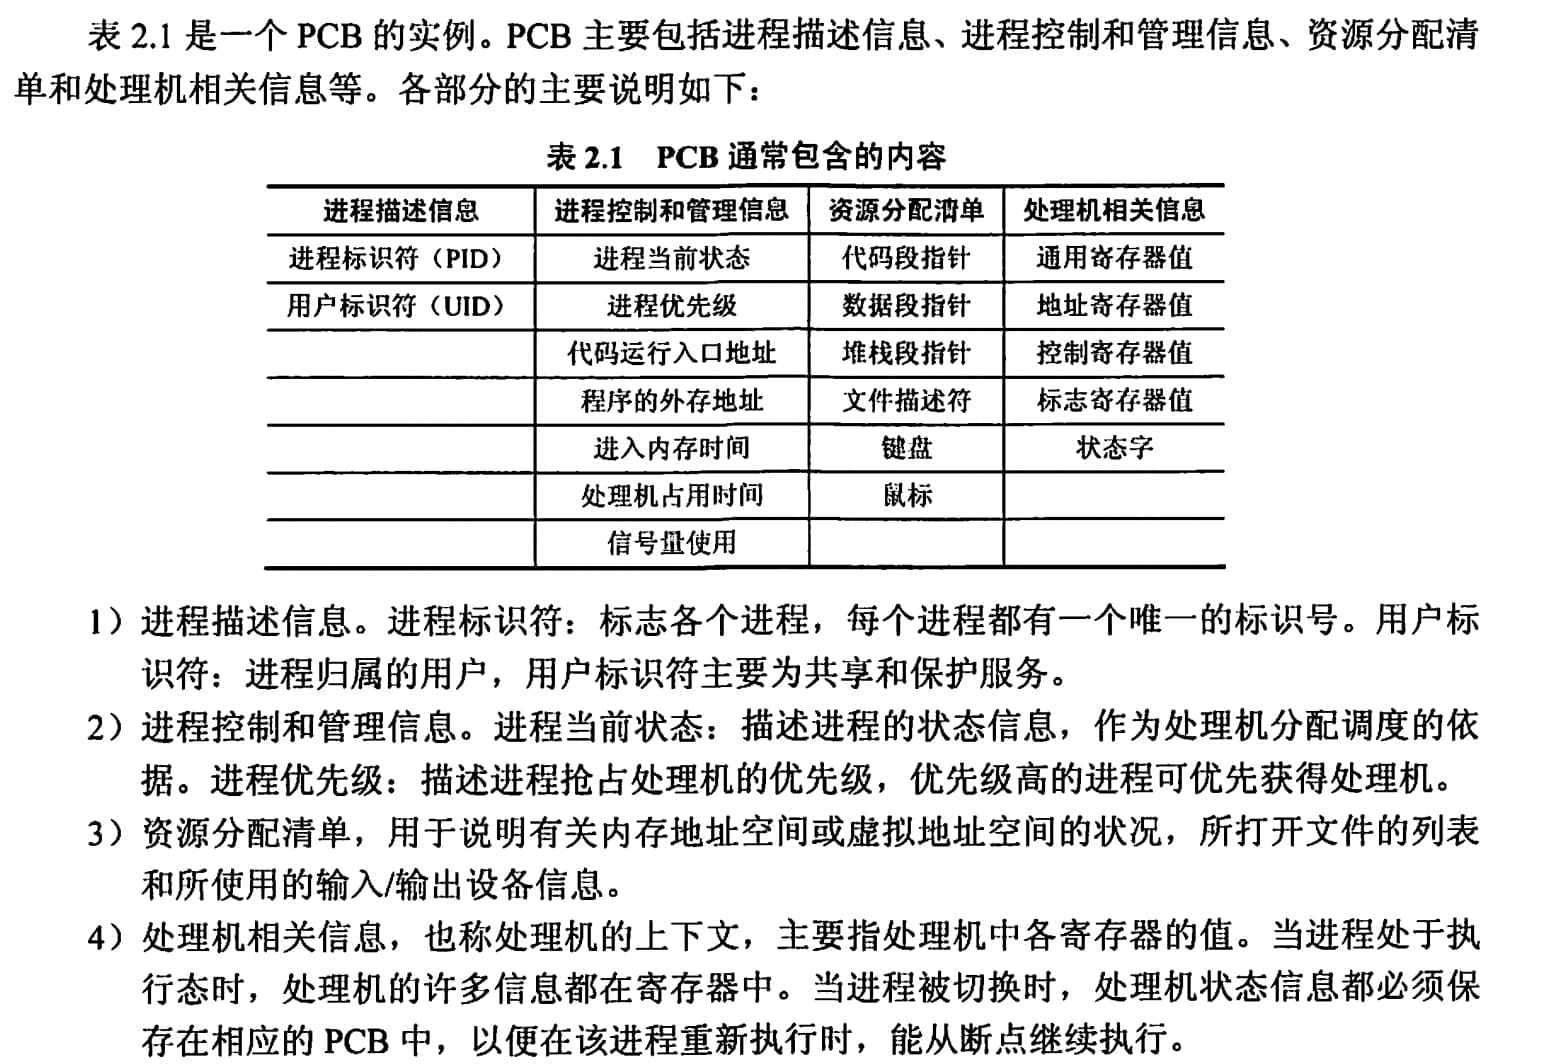 表 2.1 是一个 PCB 的实例。PCB 主要包括进程描述信息、进程控制和管理信息、资源分配清
单和处理机相关信息等。各部分的主要说明如下：
表 2.1 PCB 通常包含的内容
进程描述信息 进程控制和管理信息 资源分配清单 处理机相关信息
进程标识符（PID） 进程当前状态 代码段指针 通用寄存器值
用户标识符（UID） 进程优先级 数据段指针 地址寄存器值
代码运行入口地址 堆栈段指针 控制寄存器值
程序的外存地址 文件描述符 标志寄存器值
进入内存时间 键盘 状态字
处理机占用时间 鼠标
信号量使用
1）进程描述信息。进程标识符：标志各个进程，每个进程都有一个唯一的标识号。用户标
识符：进程归属的用户，用户标识符主要为共享和保护服务。
2）进程控制和管理信息。进程当前状态：描述进程的状态信息，作为处理机分配调度的依
据。进程优先级：描述进程抢占处理机的优先级，优先级高的进程可优先获得处理机。
3）资源分配清单，用于说明有关内存地址空间或虚拟地址空间的状况，所打开文件的列表
和所使用的输入/输出设备信息。
4）处理机相关信息，也称处理机的上下文，主要指处理机中各寄存器的值。当进程处于执
行态时，处理机的许多信息都在寄存器中。当进程被切换时，处理机状态信息都必须保
存在相应的 PCB 中，以便在该进程重新执行时，能从断点继续执行。